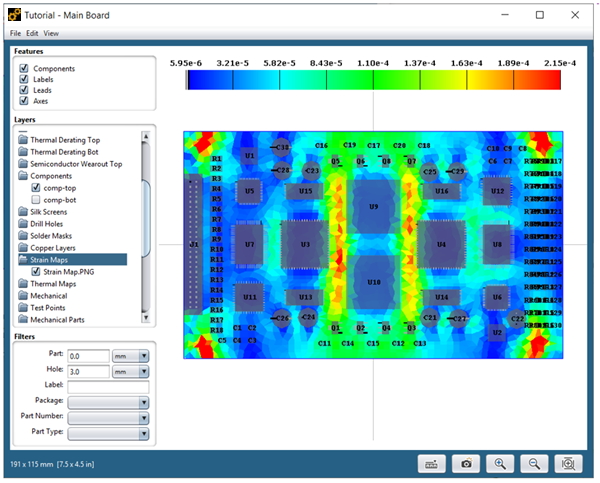 Tutorial - Main Board
File Edit View
Features
Components
Labels
Leads
Axes
Layers
Thermal Derating Top
Thermal Derating Bot
Semiconductor Wearout Top
Components
comp-top
comp-bot
Silk Screens
Drill Holes
Solder Masks
Copper Layers
Strain Maps
Strain Map.PNG
Thermal Maps
Mechanical
Test Points
Mechanical Parts
Filters
Part: 0.0 mm
Hole: 3.0 mm
Label:
Package:
Part Number:
Part Type:
5.95e-6 3.21e-5 5.82e-5 8.43e-5 1.10e-4 1.37e-4 1.63e-4 1.89e-4 2.15e-4
C16 C19 C17 C20 C18
C30 C10 C9 C8
R1 U1 Q5 Q6 Q8 Q7 C6 C7
R2
R3 C28 C23 C25 C29
R4 U5 U15 U16 U12
R5
R6 U9
R7
R8
R9 U7 U3 U4 U8
R10
R11
R12
R13 U10
R14 U11 U13 U14 U6
R15
R16
R17 C26 C24 C21 C27 C22
R18 C1 C2 Q1 Q2 Q4 Q3 U2
C5 C4 C3 C11 C14 C15 C12 C13
191 x 115 mm [7.5 x 4.5 in]